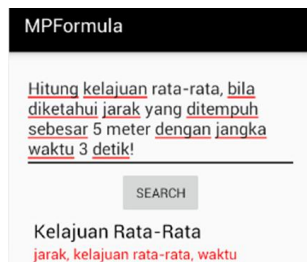 MPFormula
Hitung kelajuan rata-rata, bila
diketahui jarak yang ditempuh
sebesar 5 meter dengan jangka
waktu 3 detik!
SEARCH
Kelajuan Rata-Rata
jarak, kelajuan rata-rata, waktu